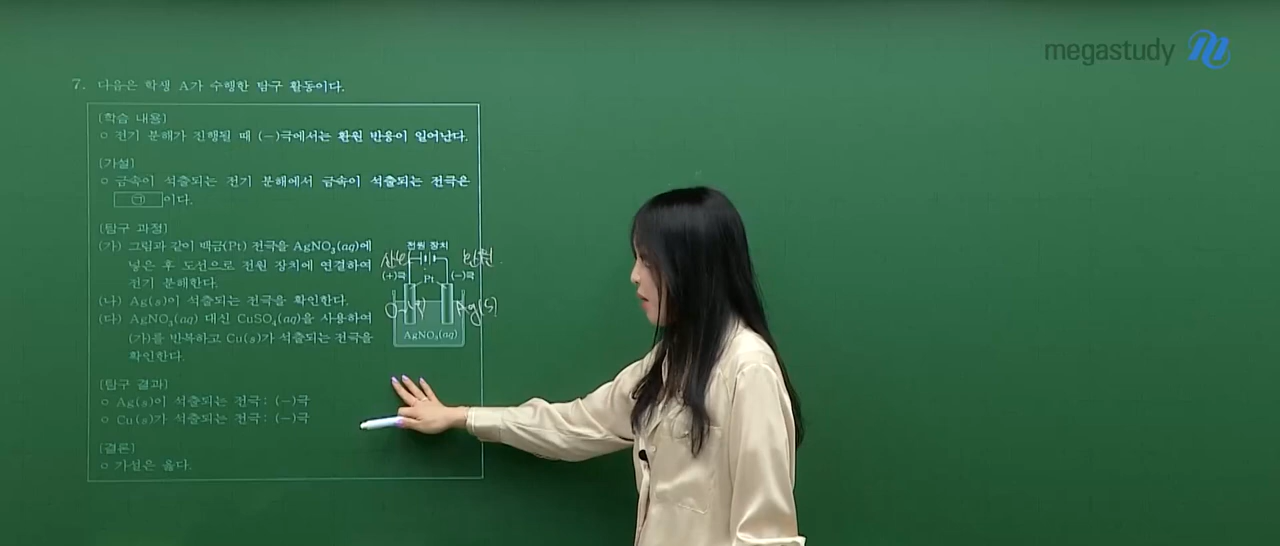 megastudy
7. 다음은 학생 A가 수행한 탐구 활동이다.
[학습 내용]
○ 전기 분해가 진행될 때 (-)극에서는 환원 반응이 일어난다.
[가설]
○ 금속이 석출되는 전기 분해에서 금속이 석출되는 전극은
㉠ 이다.
[탐구 과정]
(가) 그림과 같이 백금(Pt) 전극을 AgNO₃(aq)에
넣은 후 도선으로 전원 장치에 연결하여
전기 분해한다.
(나) Ag(s)이 석출되는 전극을 확인한다.
(다) AgNO₃(aq) 대신 CuSO₄(aq)을 사용하여
(가)를 반복하고 Cu(s)가 석출되는 전극을
확인한다.
전원 장치
(+)극 Pt (-)극
Ag(s)
AgNO₃(aq)
[탐구 결과]
○ Ag(s)이 석출되는 전극: (-)극
○ Cu(s)가 석출되는 전극: (-)극
[결론]
○ 가설은 옳다.